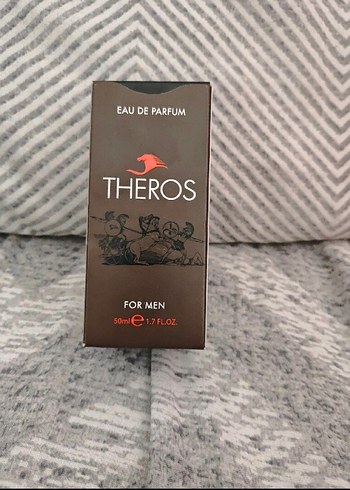 EAU DE PARFUM
THEROS
FOR MEN
50ml e 1.7 FL.OZ.